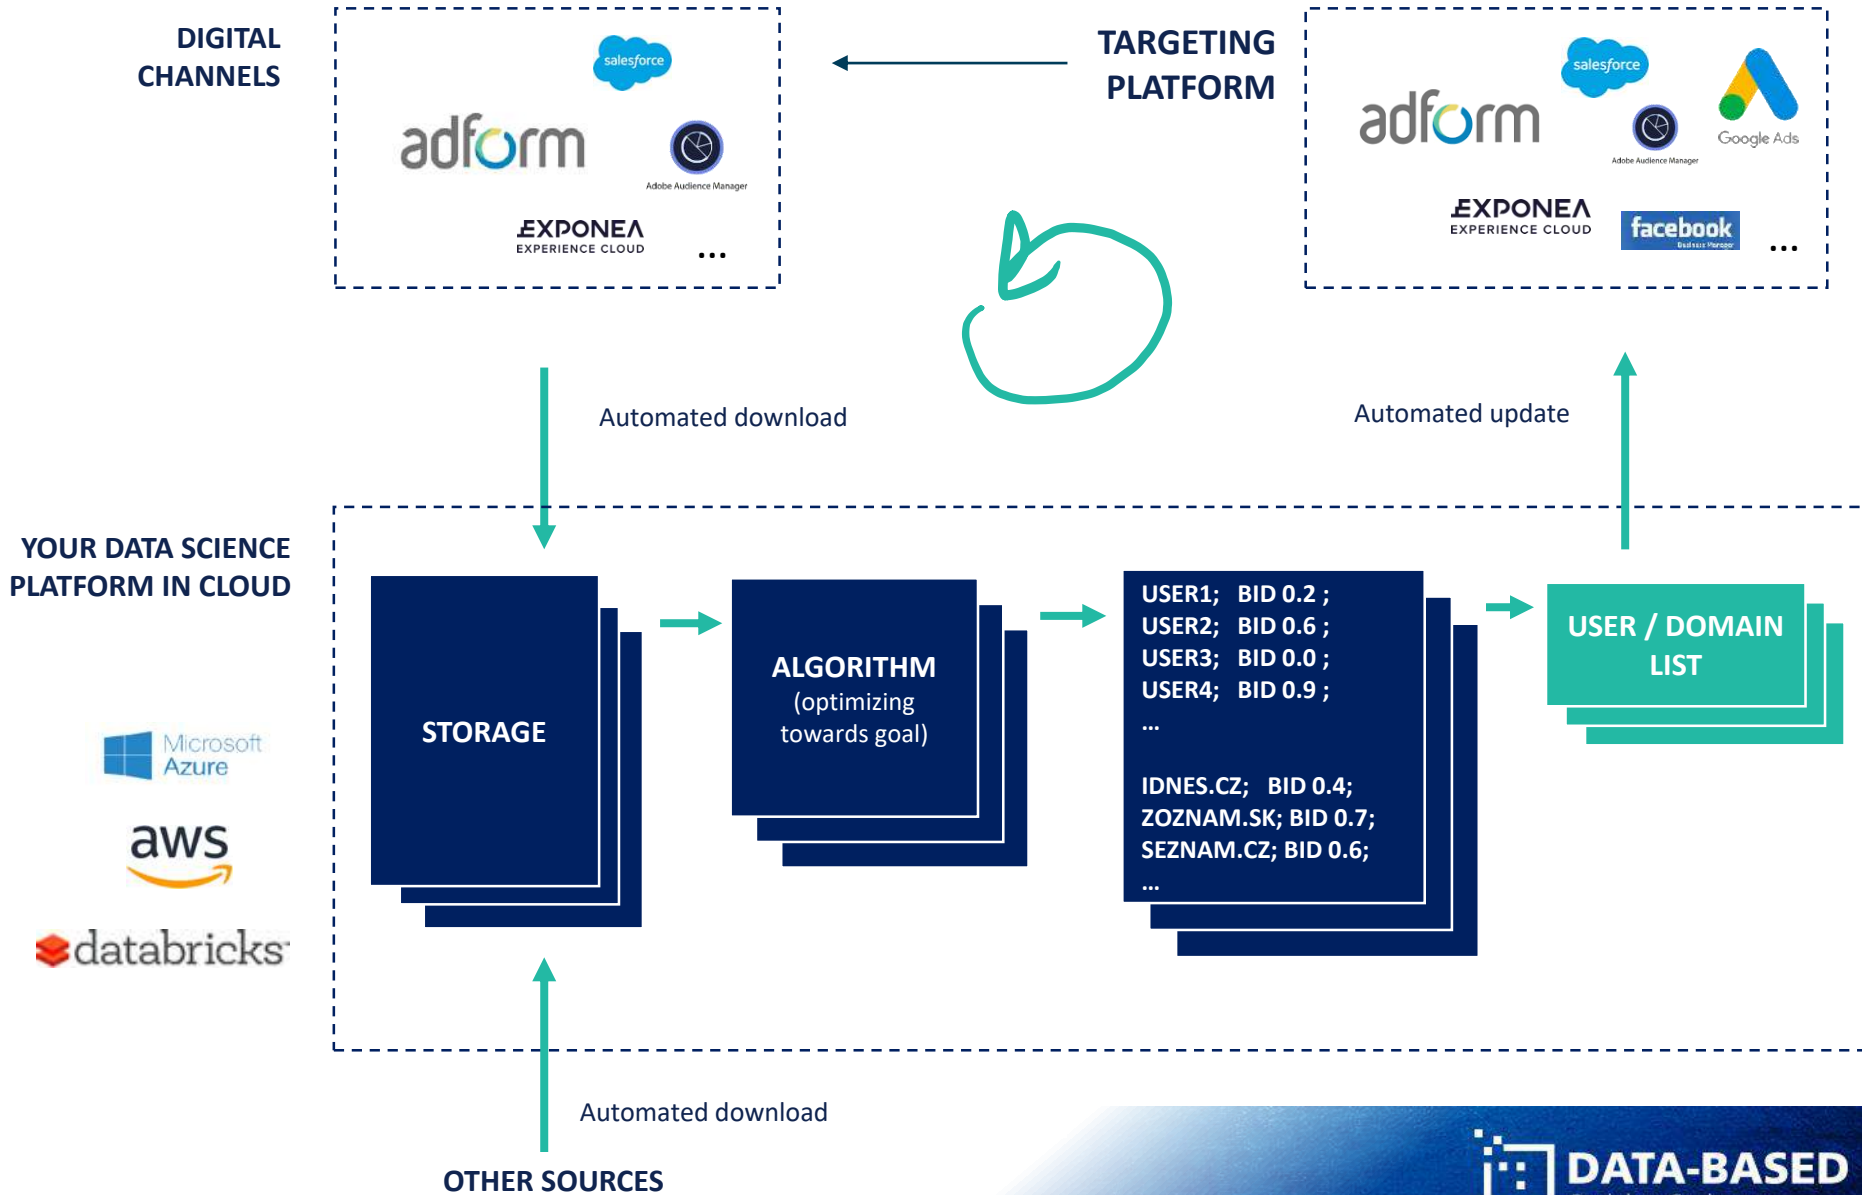 DIGITAL
CHANNELS
salesforce
adform
Adobe Audience Manager
EXPONEA
EXPERIENCE CLOUD
...
TARGETING
PLATFORM
salesforce
adform
Adobe Audience Manager
Google Ads
EXPONEA
EXPERIENCE CLOUD
facebook
Business Manager
...
Automated download
Automated update
YOUR DATA SCIENCE
PLATFORM IN CLOUD
Microsoft
Azure
aws
databricks
STORAGE
ALGORITHM
(optimizing
towards goal)
USER1; BID 0.2 ;
USER2; BID 0.6 ;
USER3; BID 0.0 ;
USER4; BID 0.9 ;
...
IDNES.CZ; BID 0.4;
ZOZNAM.SK; BID 0.7;
SEZNAM.CZ; BID 0.6;
...
USER / DOMAIN
LIST
Automated download
OTHER SOURCES
DATA-BASED